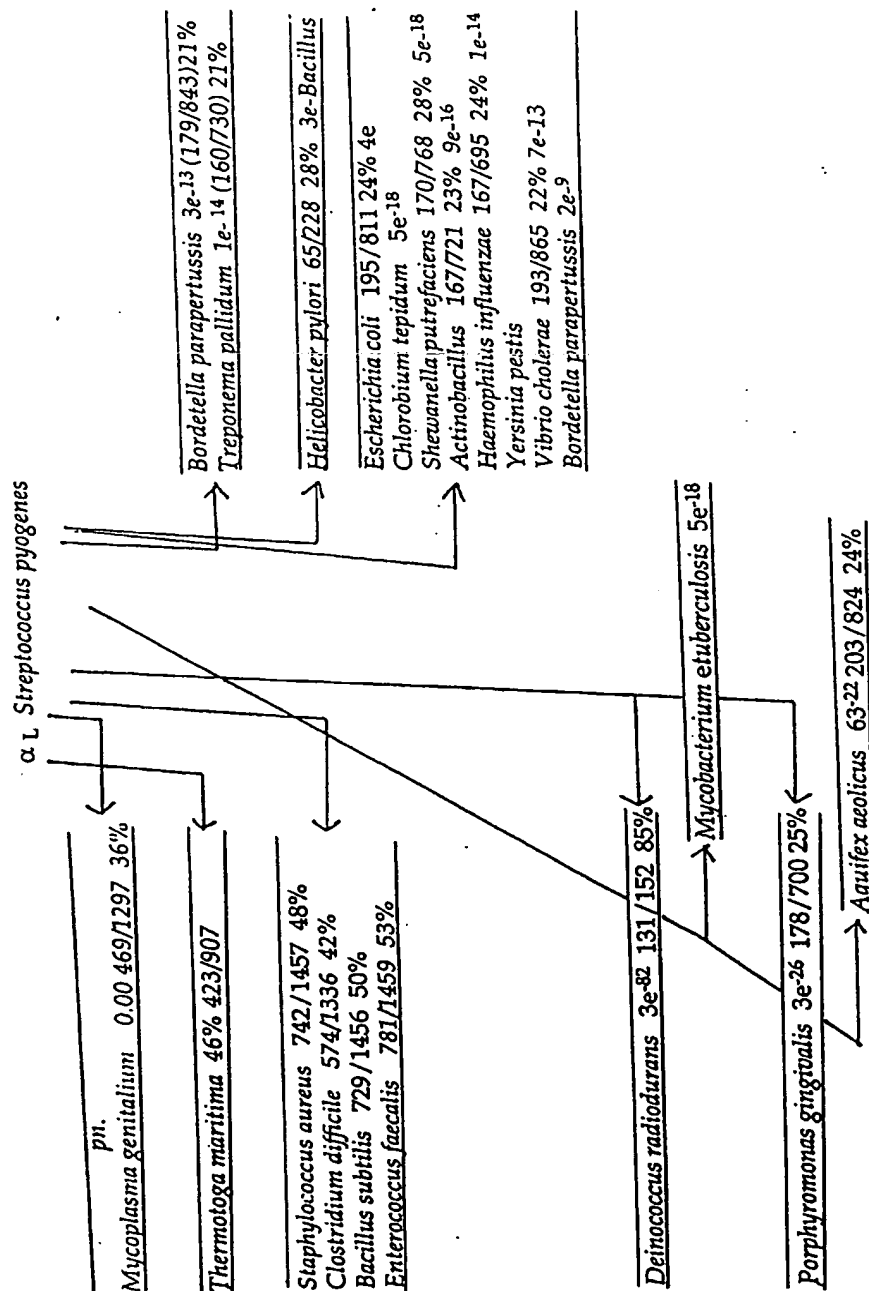 α L Streptococcus pyogenes
pn.
Mycoplasma genitalium 0.00 469/1297 36%
Thermotoga maritima 46% 423/907
Staphylococcus aureus 742/1457 48%
Clostridium difficile 574/1336 42%
Bacillus subtilis 729/1456 50%
Enterococcus faecalis 781/1459 53%
Deinococcus radiodurans 3e-82 131/152 85%
Mycobacterium etuberculosis 5e-18
Porphyromonas gingivalis 3e-26 178/700 25%
Aquifex aeolicus 63-22 203/824 24%
Bordetella parapertussis 3e-13 (179/843)21%
Treponema pallidum 1e-14 (160/730) 21%
Helicobacter pylori 65/228 28% 3e-Bacillus
Escherichia coli 195/811 24% 4e
Chlorobium tepidum 5e-18
Shewanella putrefaciens 170/768 28% 5e-18
Actinobacillus 167/721 23% 9e-16
Haemophilus influenzae 167/695 24% 1e-14
Yersinia pestis
Vibrio cholerae 193/865 22% 7e-13
Bordetella parapertussis 2e-9